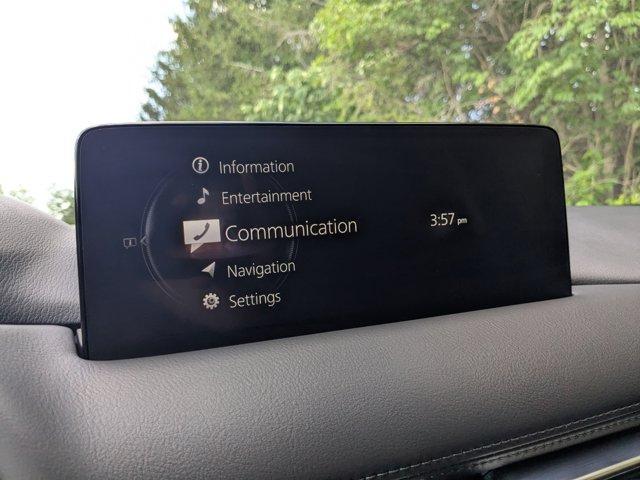 Information
Entertainment
Communication
3:57 pm
Navigation
Settings